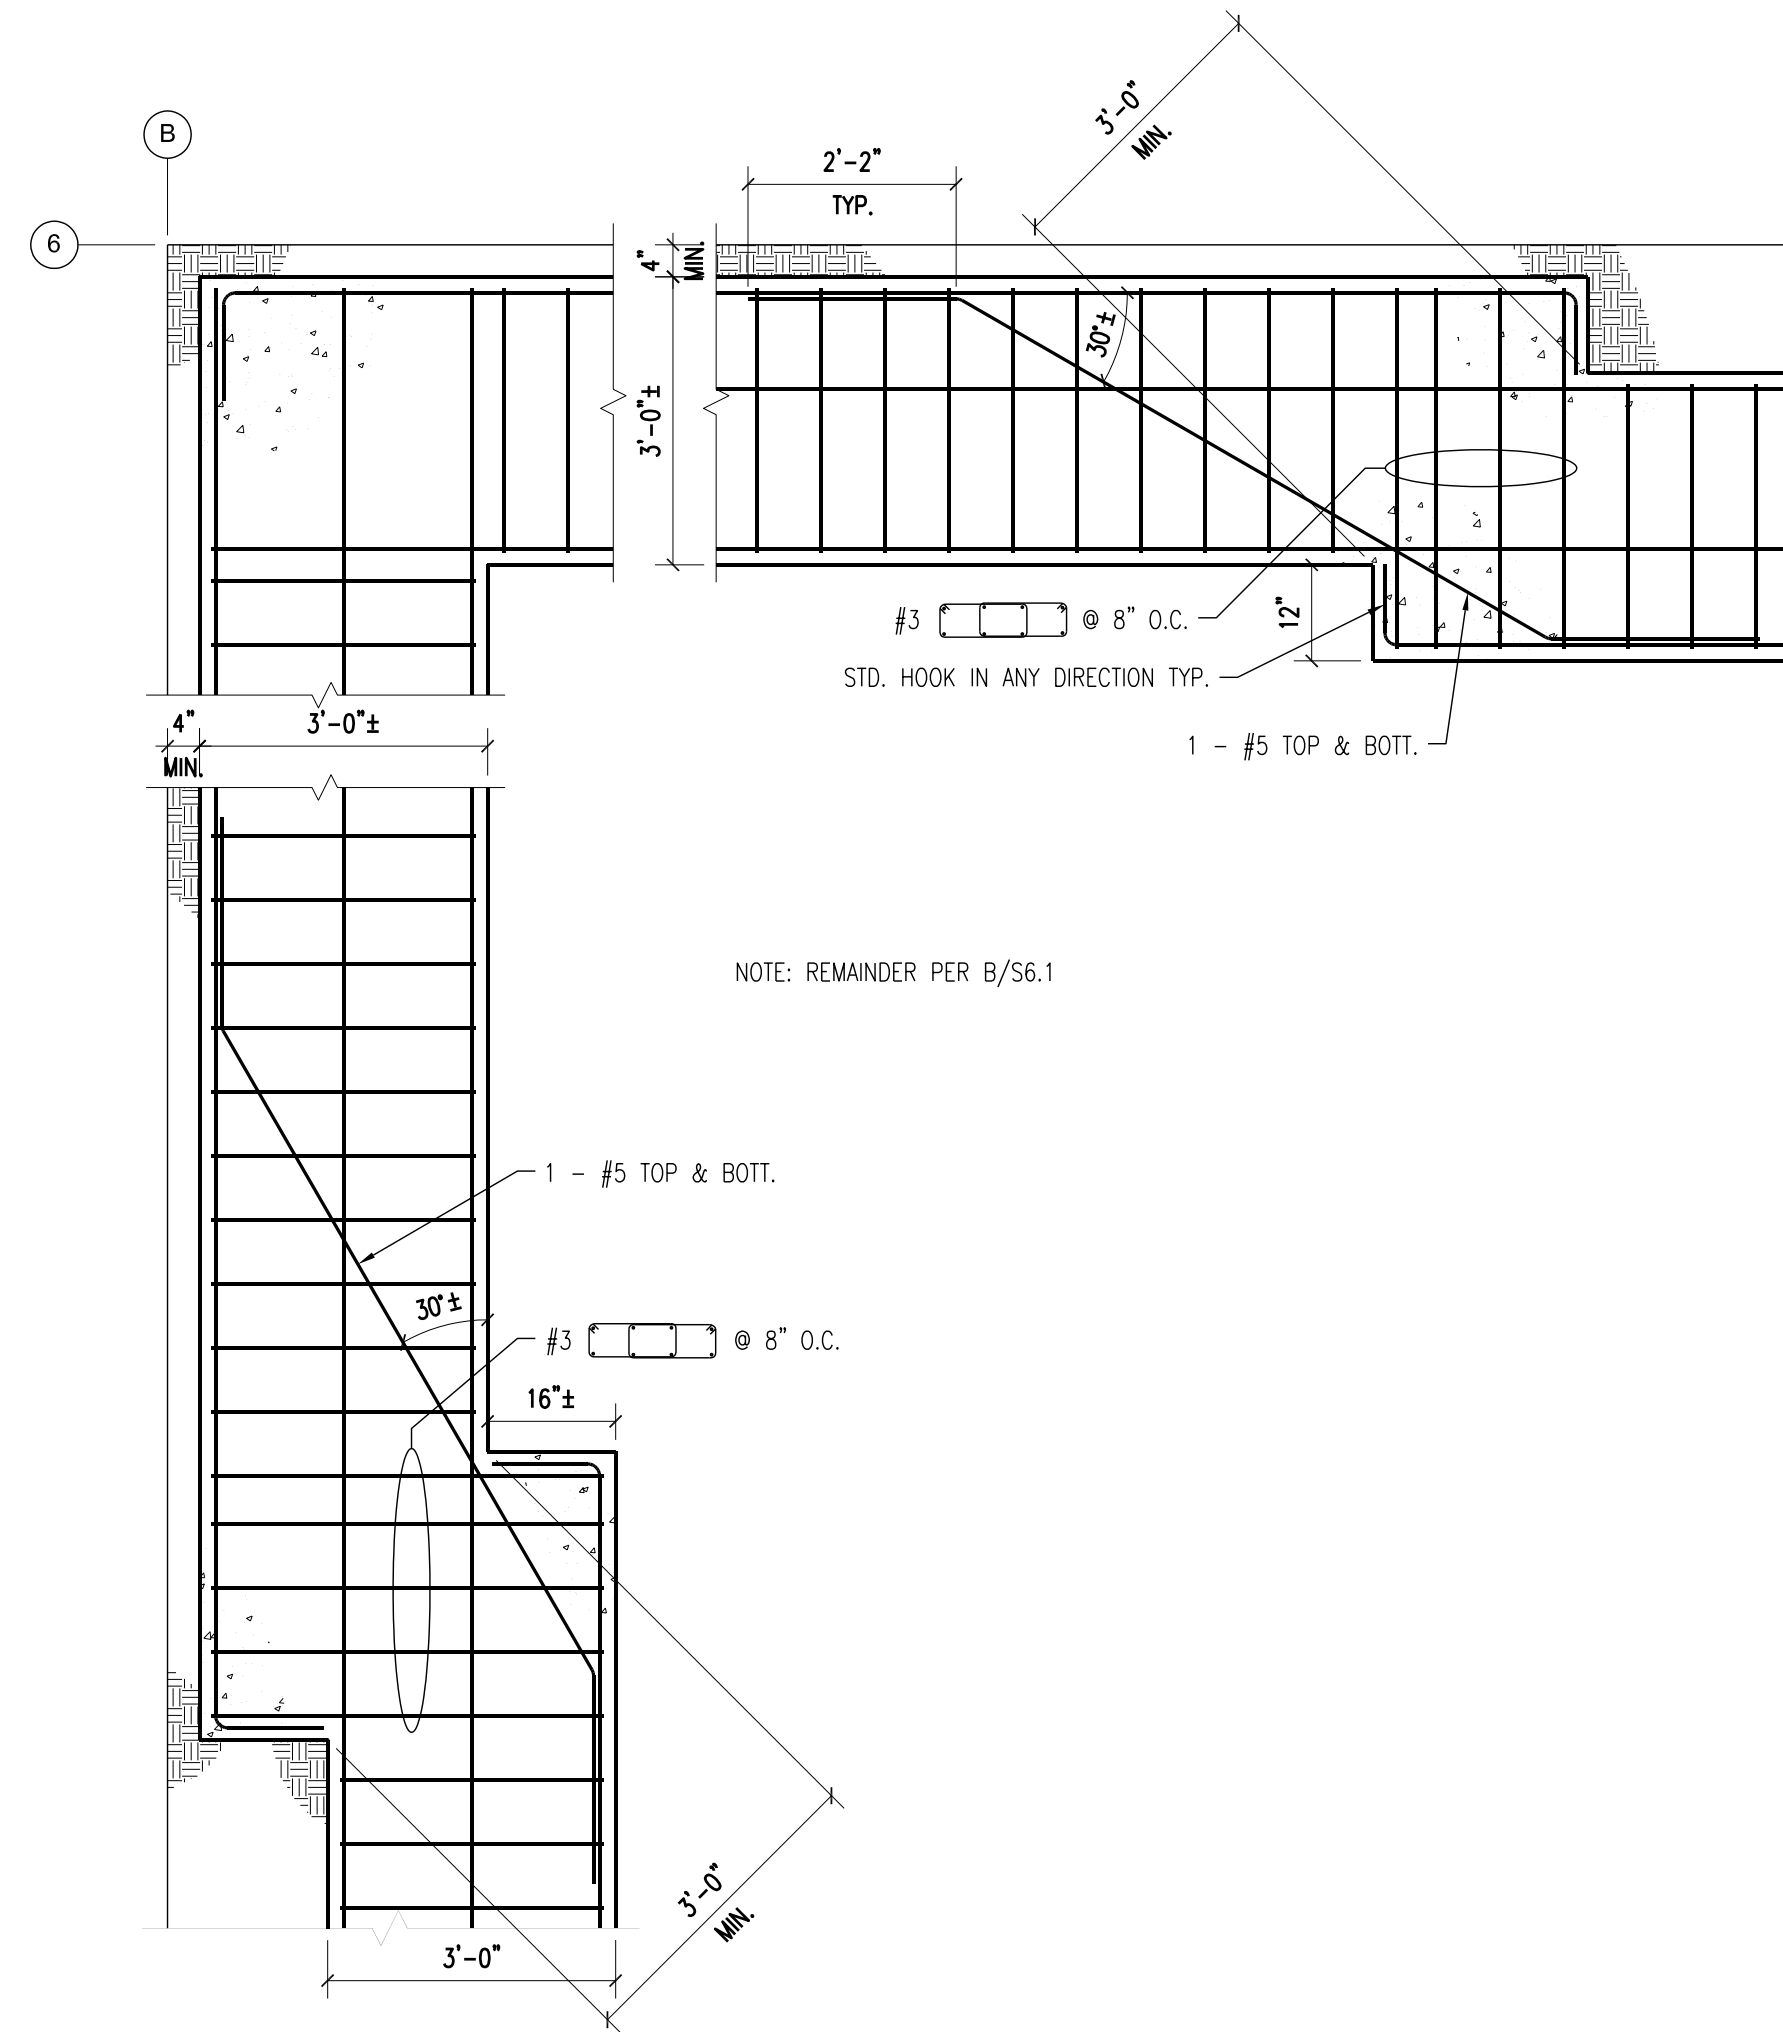 3'-0"
MIN.
B
2'-2"
TYP.
6
4"
MIN.
30°±
3'-0"±
#3 @ 8" O.C.
12"
STD. HOOK IN ANY DIRECTION TYP.
4"
3'-0"±
MIN.
1 - #5 TOP & BOTT.
NOTE: REMAINDER PER B/S6.1
1 - #5 TOP & BOTT.
30°±
#3 @ 8" O.C.
16"±
3'-0"
MIN.
3'-0"